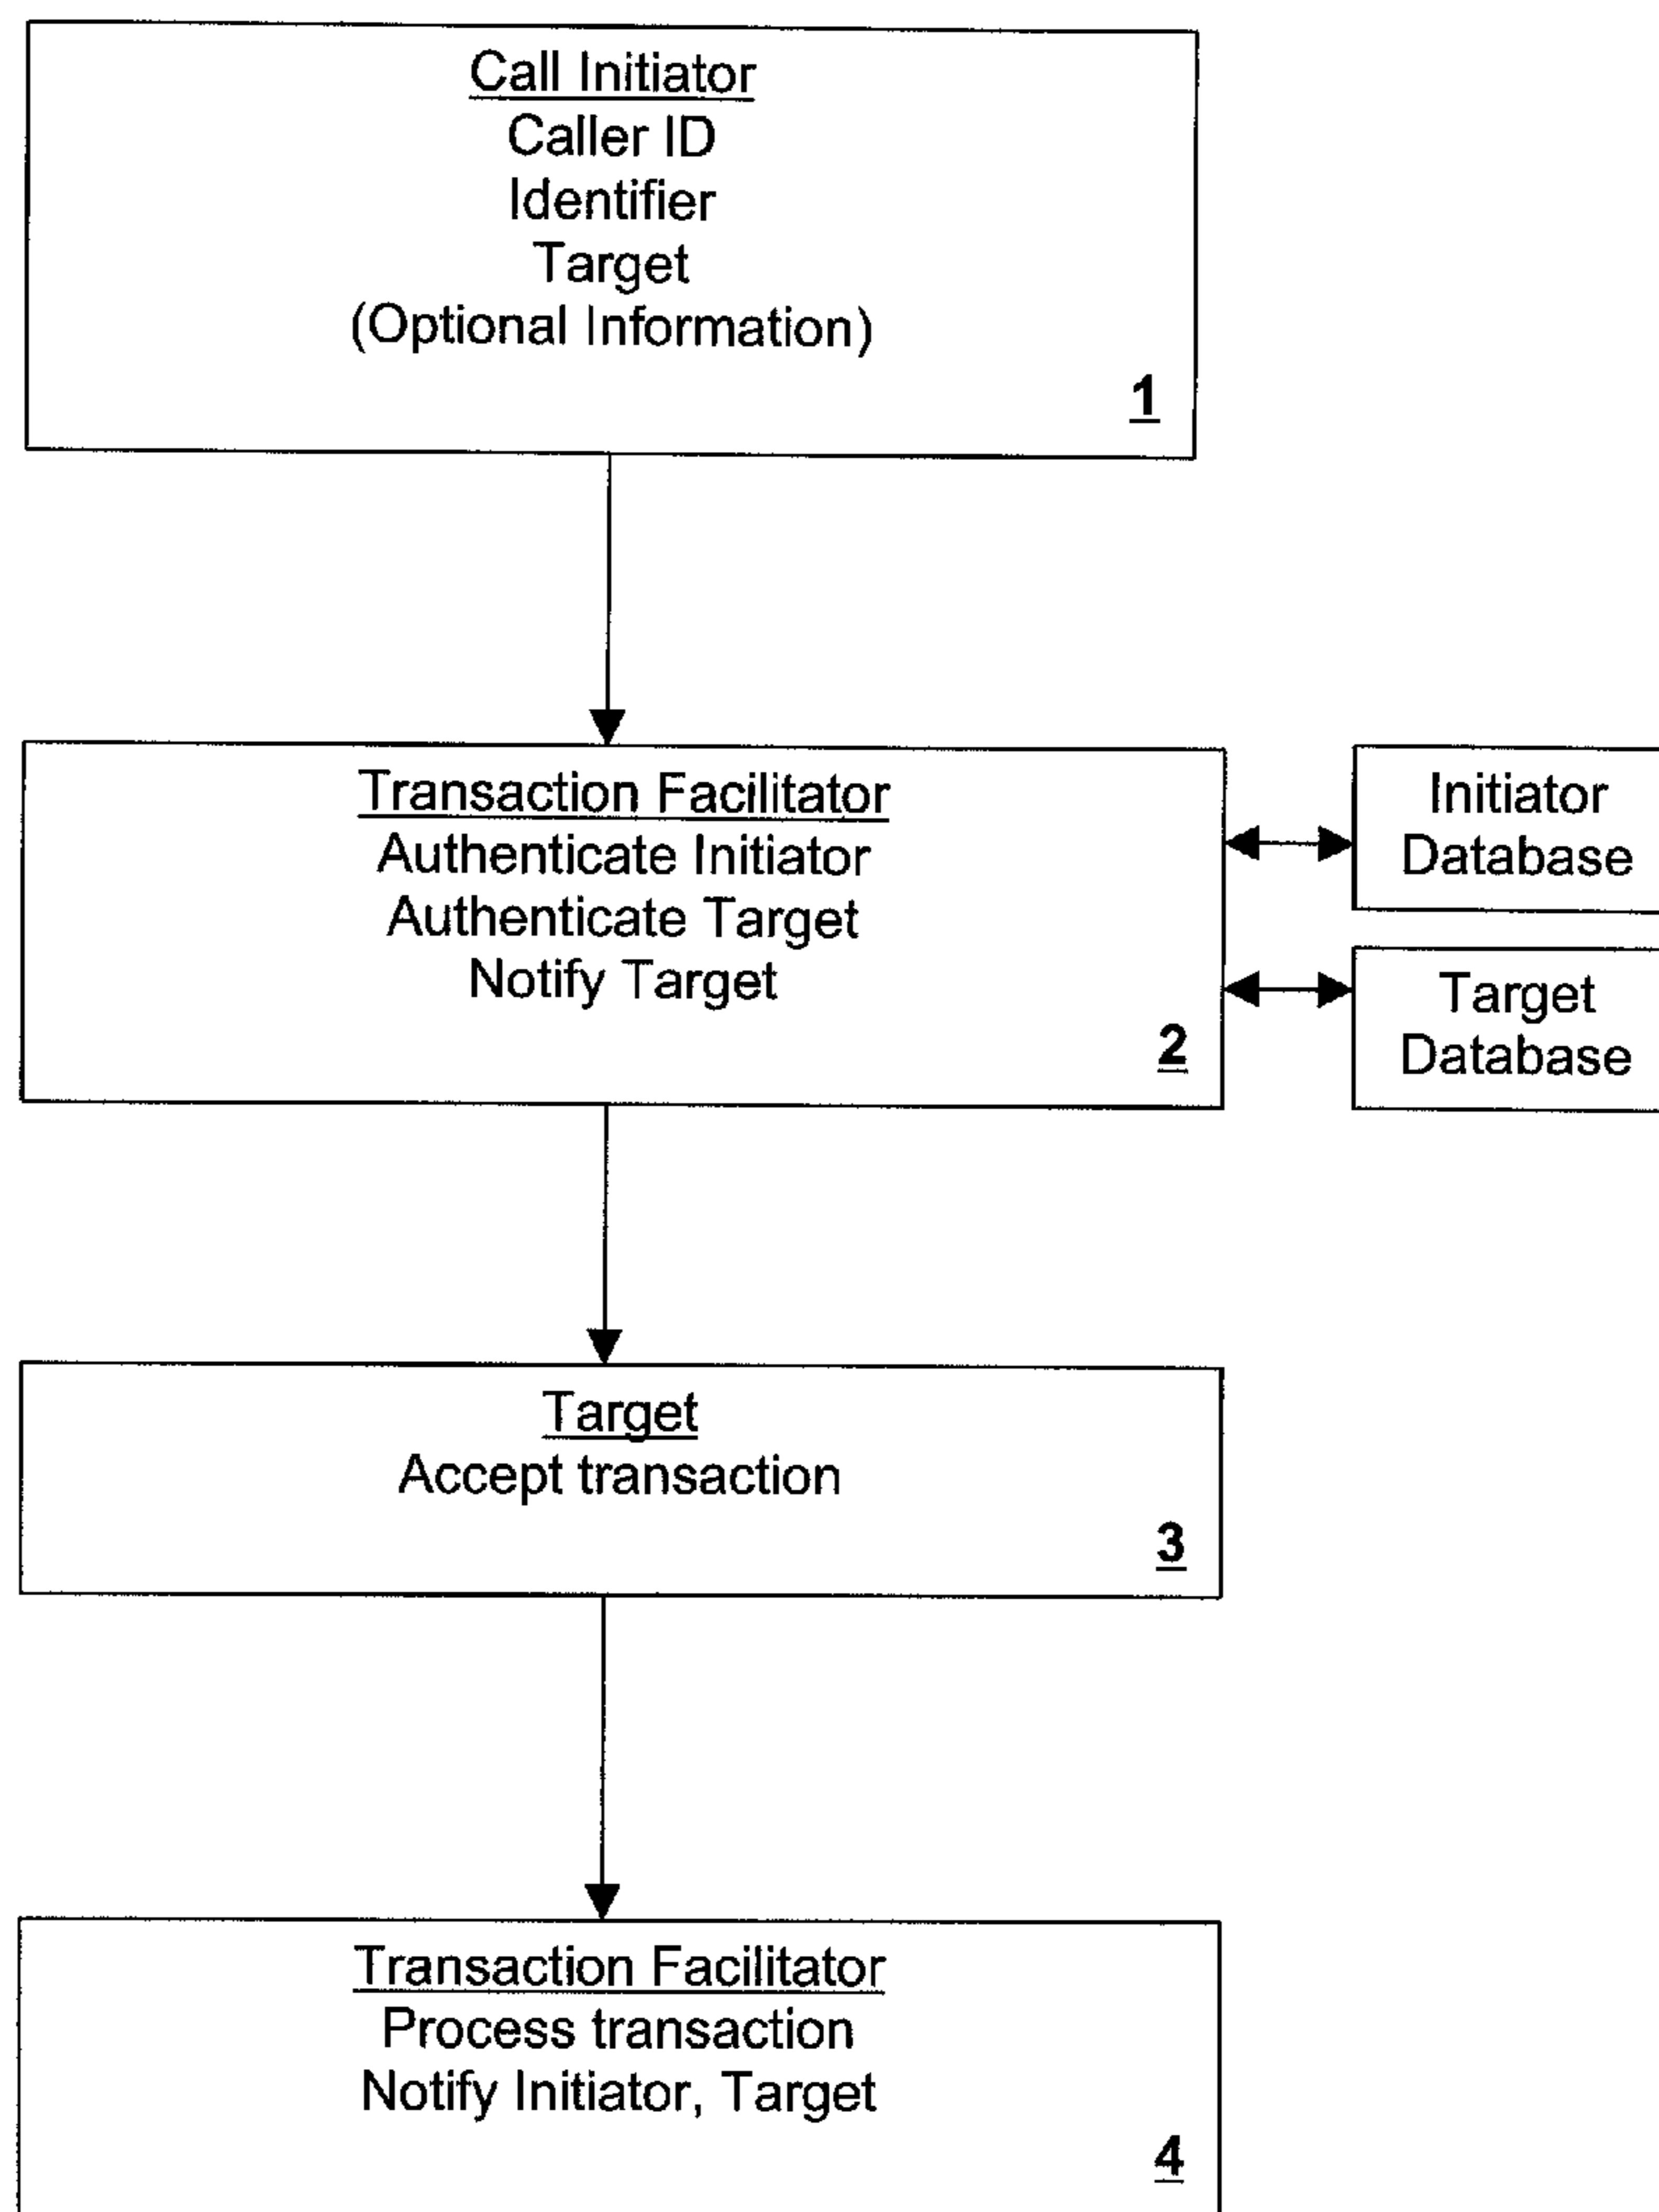 Call Initiator
Caller ID
Identifier
Target
(Optional Information)
1
Transaction Facilitator
Authenticate Initiator
Authenticate Target
Notify Target
2
Initiator
Database
Target
Database
Target
Accept transaction
3
Transaction Facilitator
Process transaction
Notify Initiator, Target
4